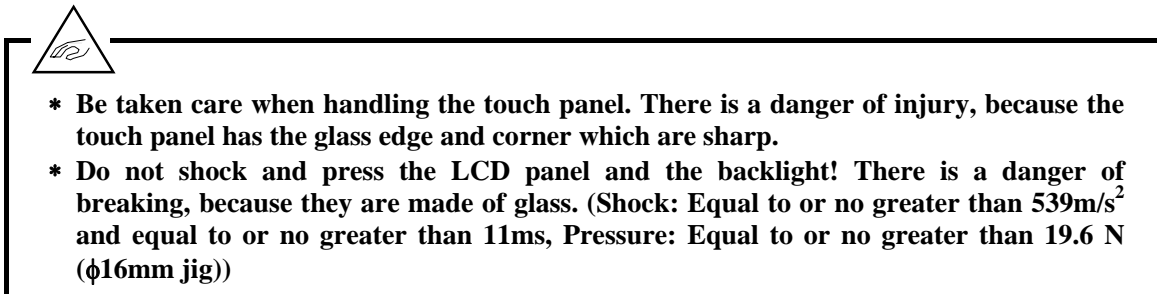 * Be taken care when handling the touch panel. There is a danger of injury, because the
touch panel has the glass edge and corner which are sharp.
* Do not shock and press the LCD panel and the backlight! There is a danger of
breaking, because they are made of glass. (Shock: Equal to or no greater than 539m/s²
and equal to or no greater than 11ms, Pressure: Equal to or no greater than 19.6 N
(ϕ16mm jig))